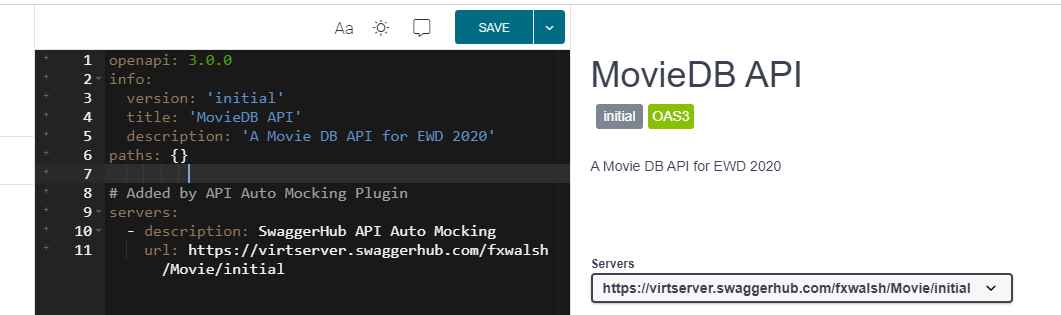 Aa SAVE
1 openapi: 3.0.0
2 info:
3 version: 'initial'
4 title: 'MovieDB API'
5 description: 'A Movie DB API for EWD 2020'
6 paths: {}
7
8 # Added by API Auto Mocking Plugin
9 servers:
10 - description: SwaggerHub API Auto Mocking
11 url: https://virtserver.swaggerhub.com/fxwalsh
/Movie/initial
MovieDB API
initial OAS3
A Movie DB API for EWD 2020
Servers
https://virtserver.swaggerhub.com/fxwalsh/Movie/initial